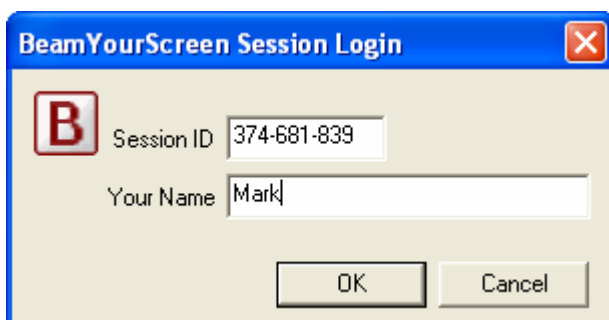 BeamYourScreen Session Login
B
Session ID 374-681-839
Your Name Mark
OK Cancel